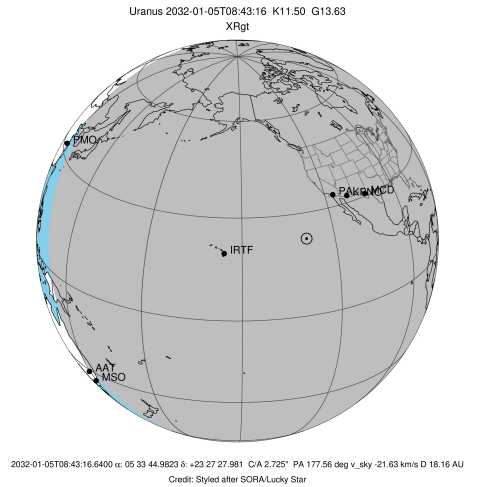 Uranus 2032-01-05T08:43:16 K11.50 G13.63
XRgt
PMO
MCD
IRTF
AAT
MSO
2032-01-05T08:43:16.6400 α: 05 33 44.9823 δ: +23 27 27.981 C/A 2.725" PA 177.56 deg v_sky -21.63 km/s D 18.16 AU
Credit: Styled after SORA/Lucky Star